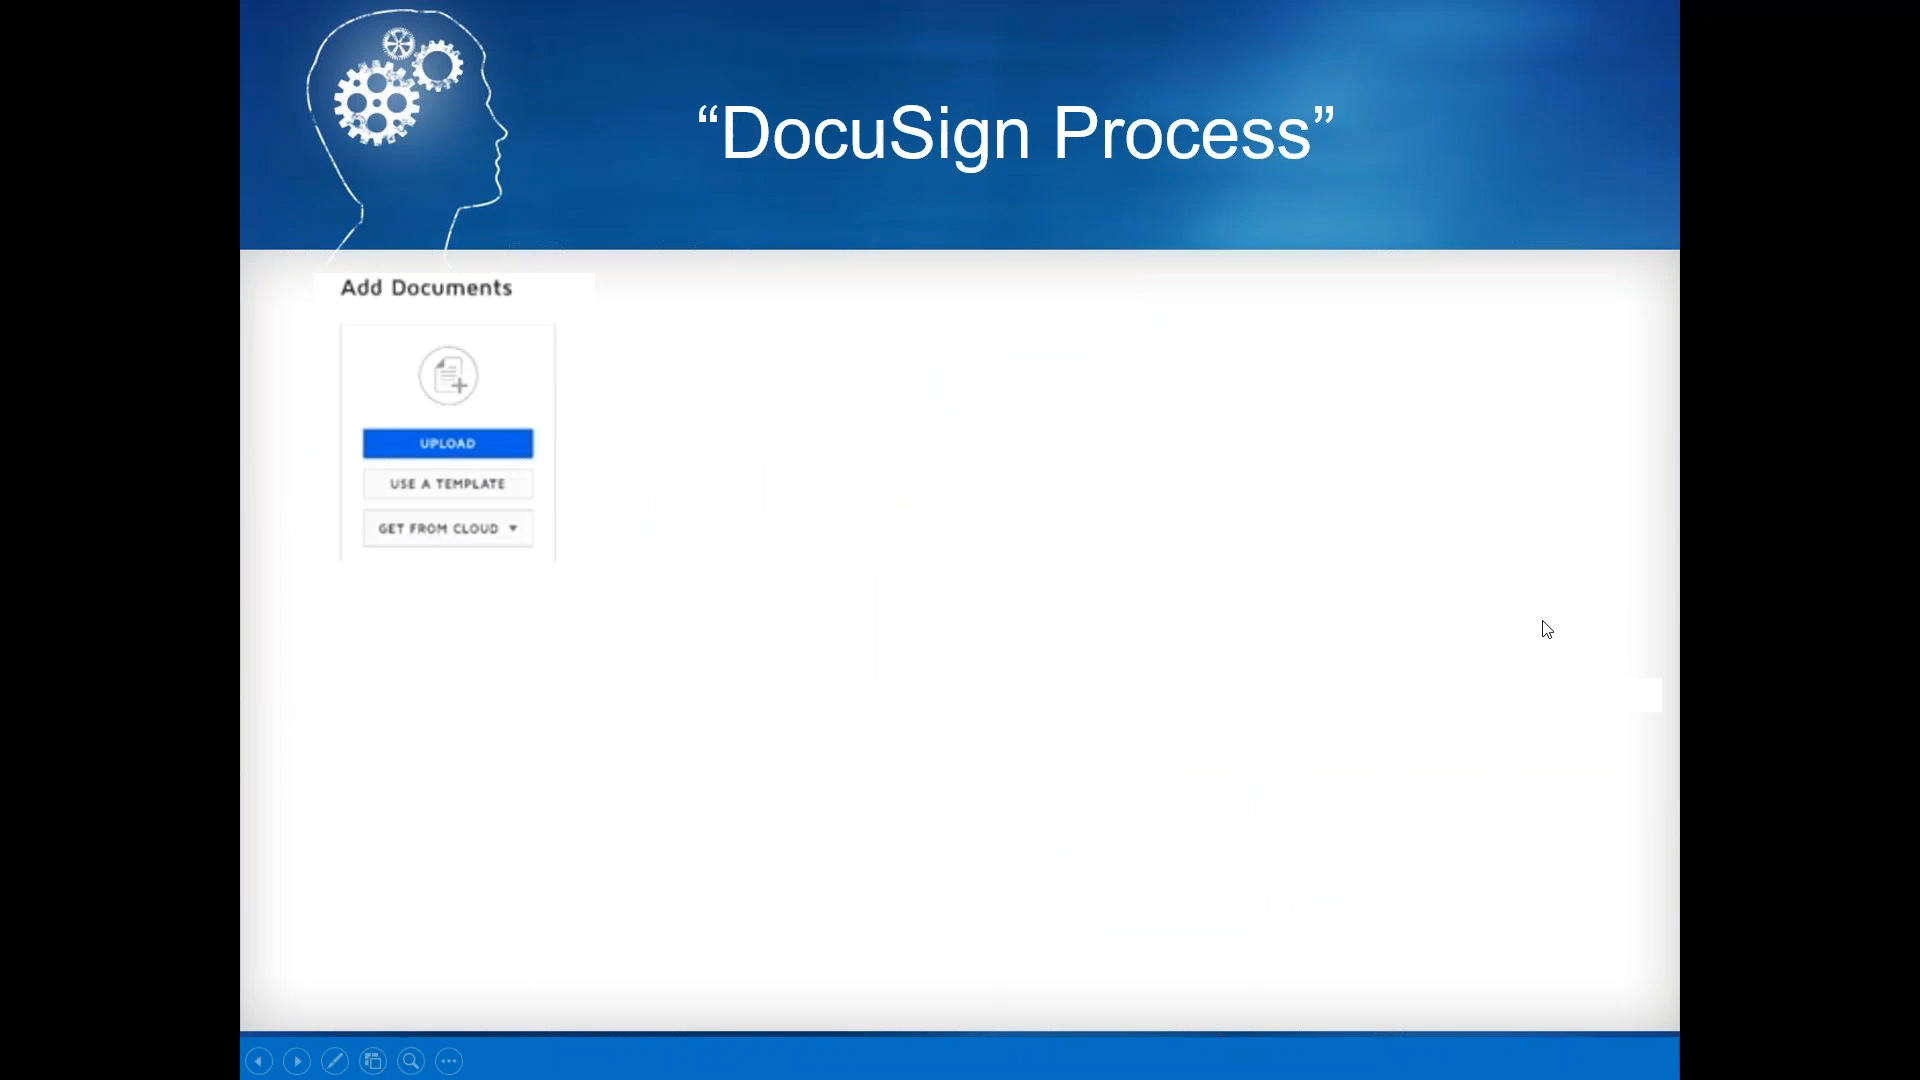 “DocuSign Process”
Add Documents
UPLOAD
USE A TEMPLATE
GET FROM CLOUD